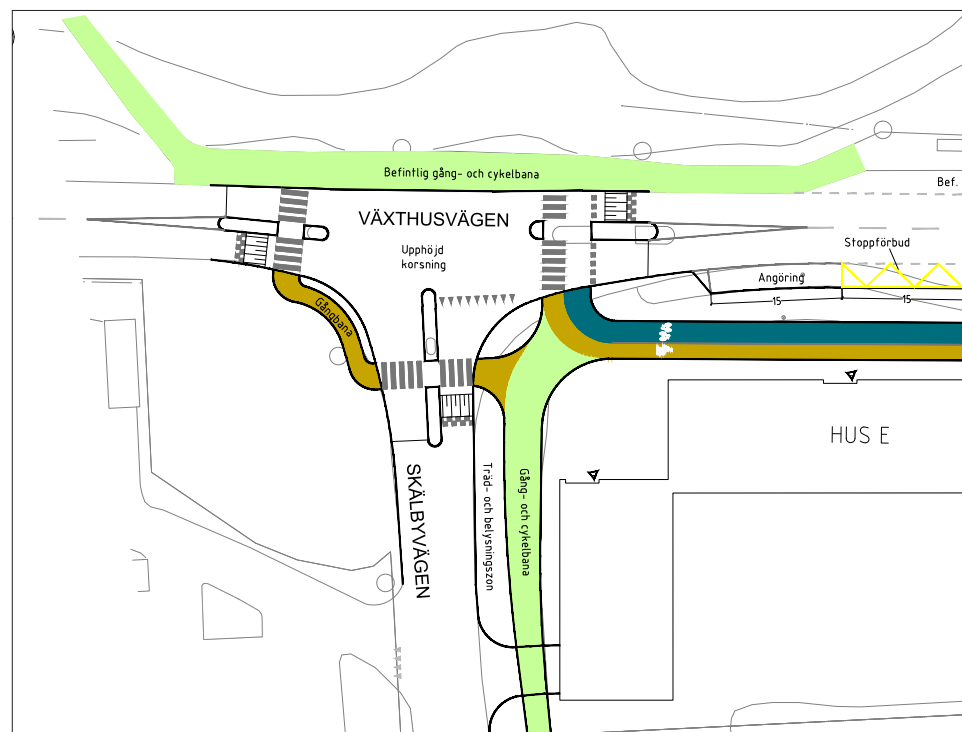 Befintlig gång- och cykelbana
Bef.
VÄXTHUSVÄGEN
Upphöjd
korsning
Stoppförbud
Angöring
15
15
Gångbana
HUS E
SKÄLBYVÄGEN
Träd- och belysningszon
Gång- och cykelbana